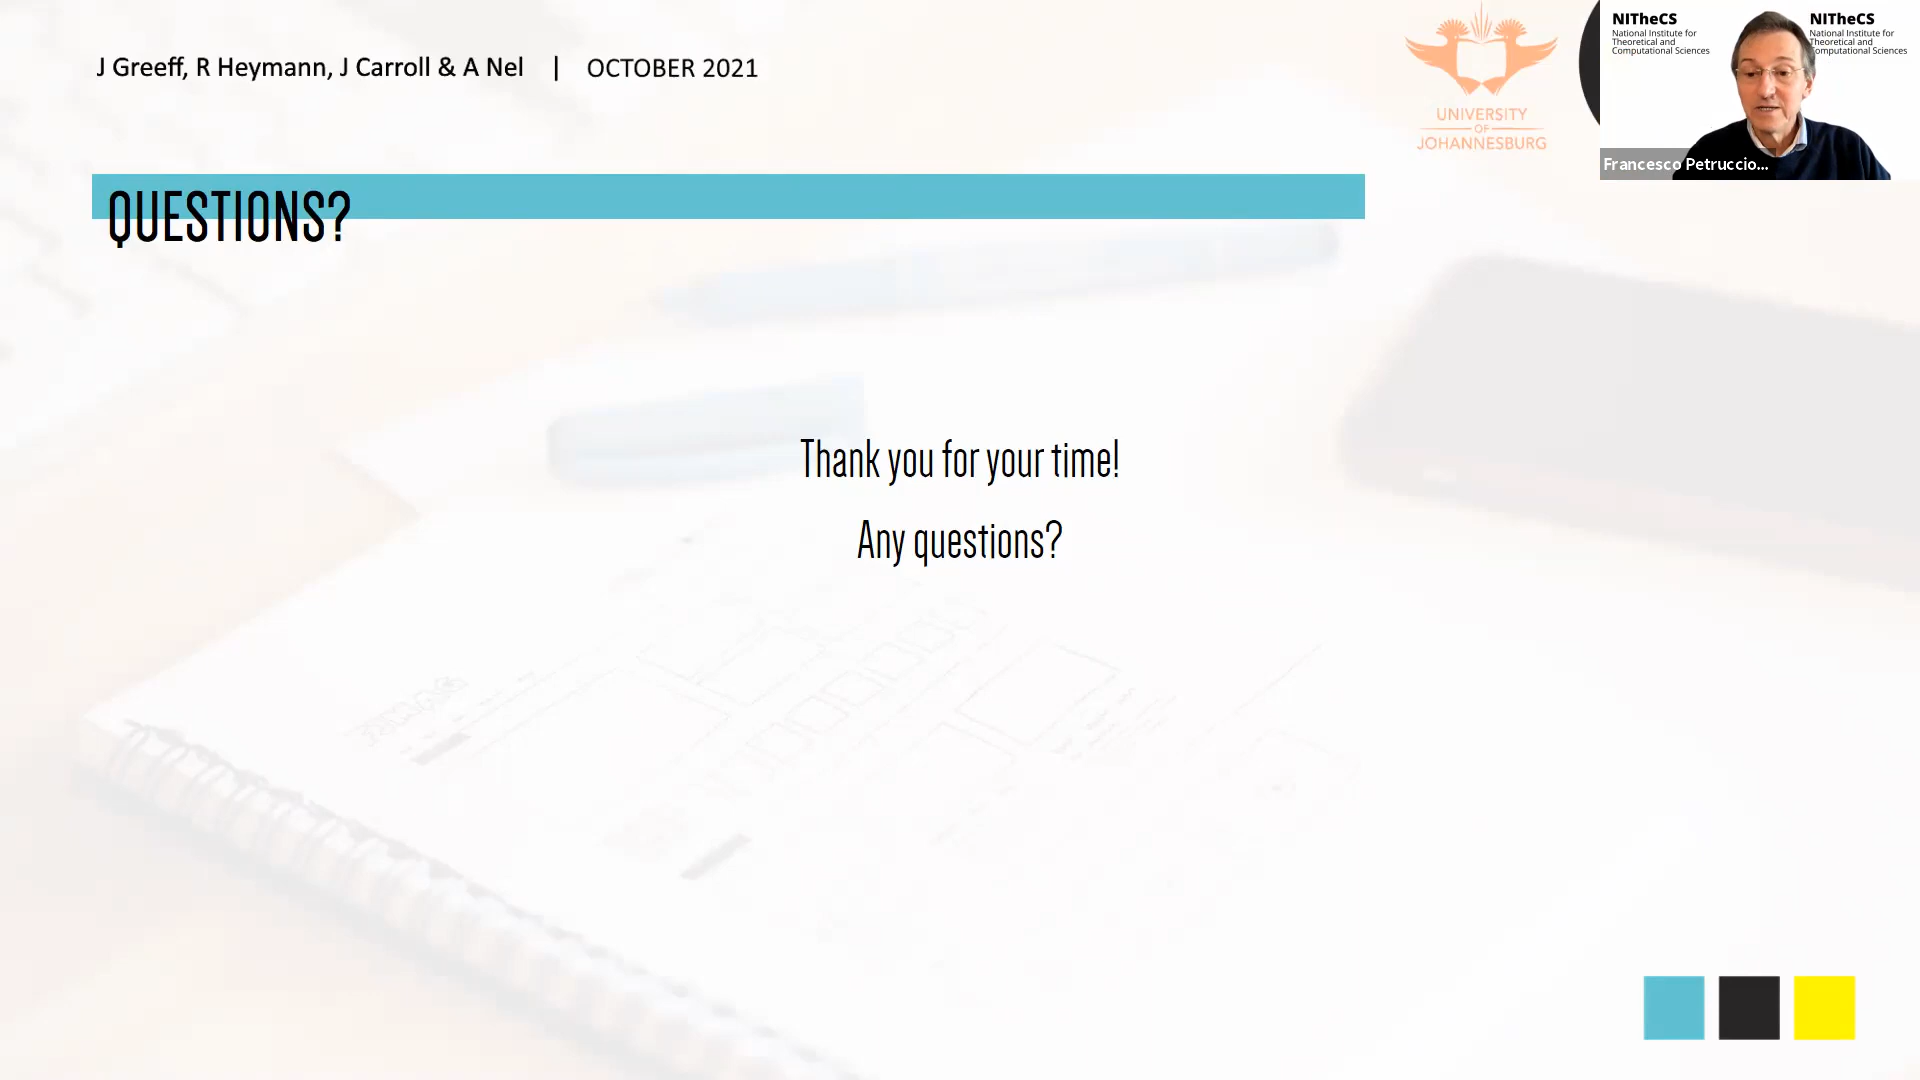 J Greeff, R Heymann, J Carroll & A Nel | OCTOBER 2021
UNIVERSITY
OF
JOHANNESBURG
NITheCS
National Institute for
Theoretical and
Computational Sciences
NITheCS
National Institute for
Theoretical and
Computational Sciences
Francesco Petruccio...
QUESTIONS?
Thank you for your time!
Any questions?